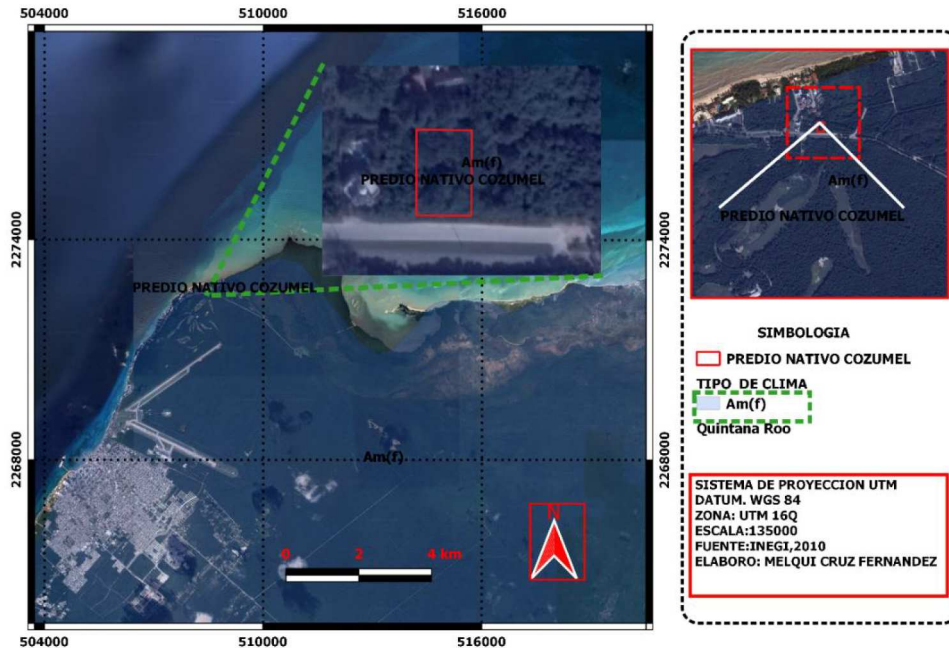 504000
510000
516000
Am(f)
PREDIO NATIVO COZUMEL
2274000
2274000
PREDIO NATIVO COZUMEL
2268000
2268000
Am(f)
N
0
2
4 km
504000
510000
516000
Am(f)
PREDIO NATIVO COZUMEL
SIMBOLOGIA
PREDIO NATIVO COZUMEL
TIPO DE CLIMA
Am(f)
Quintana Roo
SISTEMA DE PROYECCION UTM
DATUM. WGS 84
ZONA: UTM 16Q
ESCALA:135000
FUENTE:INEGI,2010
ELABORO: MELQUI CRUZ FERNANDEZ